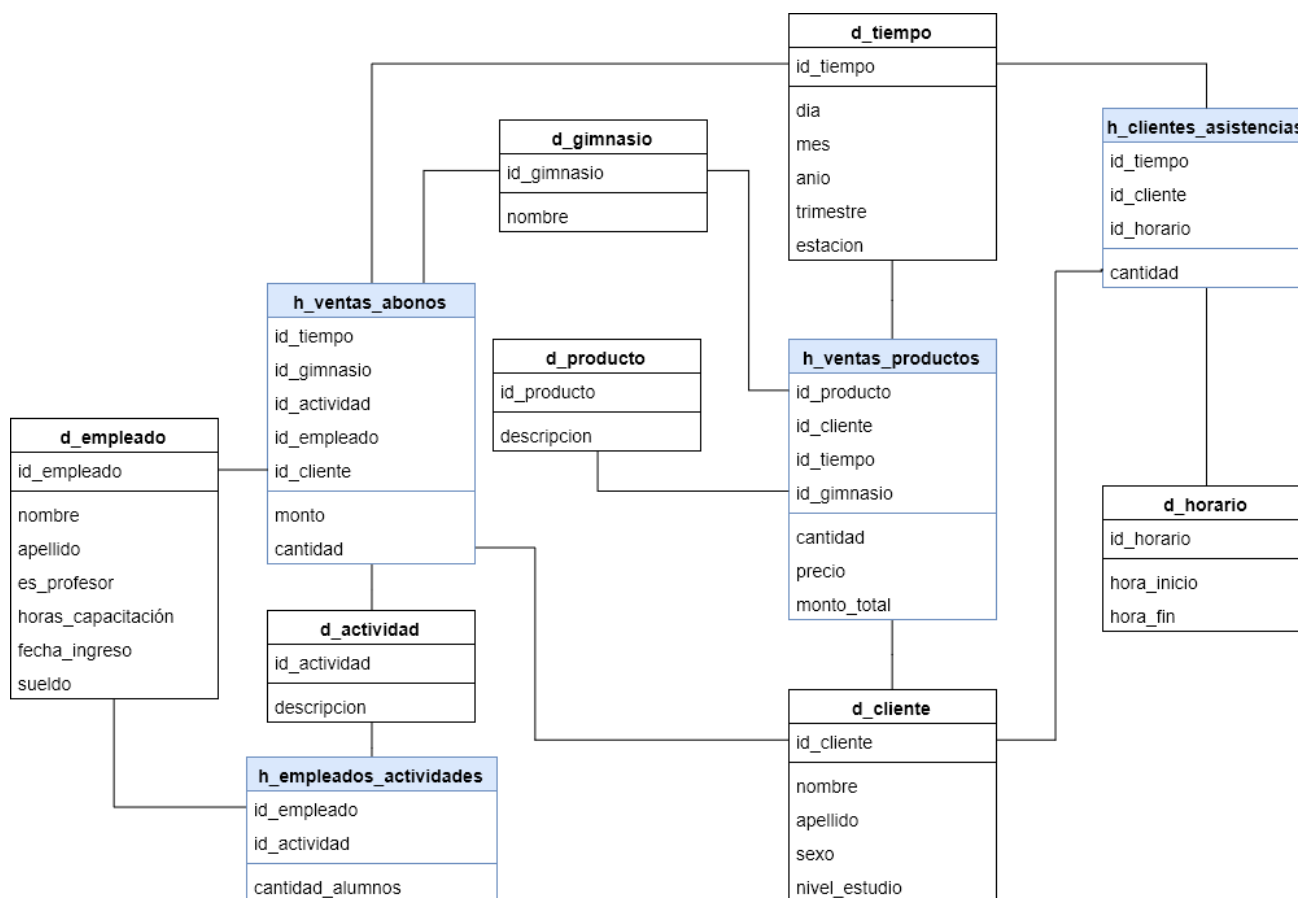 d_tiempo
id_tiempo
dia
mes
anio
trimestre
estacion
d_gimnasio
id_gimnasio
nombre
h_clientes_asistencias
id_tiempo
id_cliente
id_horario
cantidad
h_ventas_abonos
id_tiempo
id_gimnasio
id_actividad
id_empleado
id_cliente
monto
cantidad
d_producto
id_producto
descripcion
h_ventas_productos
id_producto
id_cliente
id_tiempo
id_gimnasio
cantidad
precio
monto_total
d_empleado
id_empleado
nombre
apellido
es_profesor
horas_capacitación
fecha_ingreso
sueldo
d_horario
id_horario
hora_inicio
hora_fin
d_actividad
id_actividad
descripcion
d_cliente
id_cliente
nombre
apellido
sexo
nivel_estudio
h_empleados_actividades
id_empleado
id_actividad
cantidad_alumnos